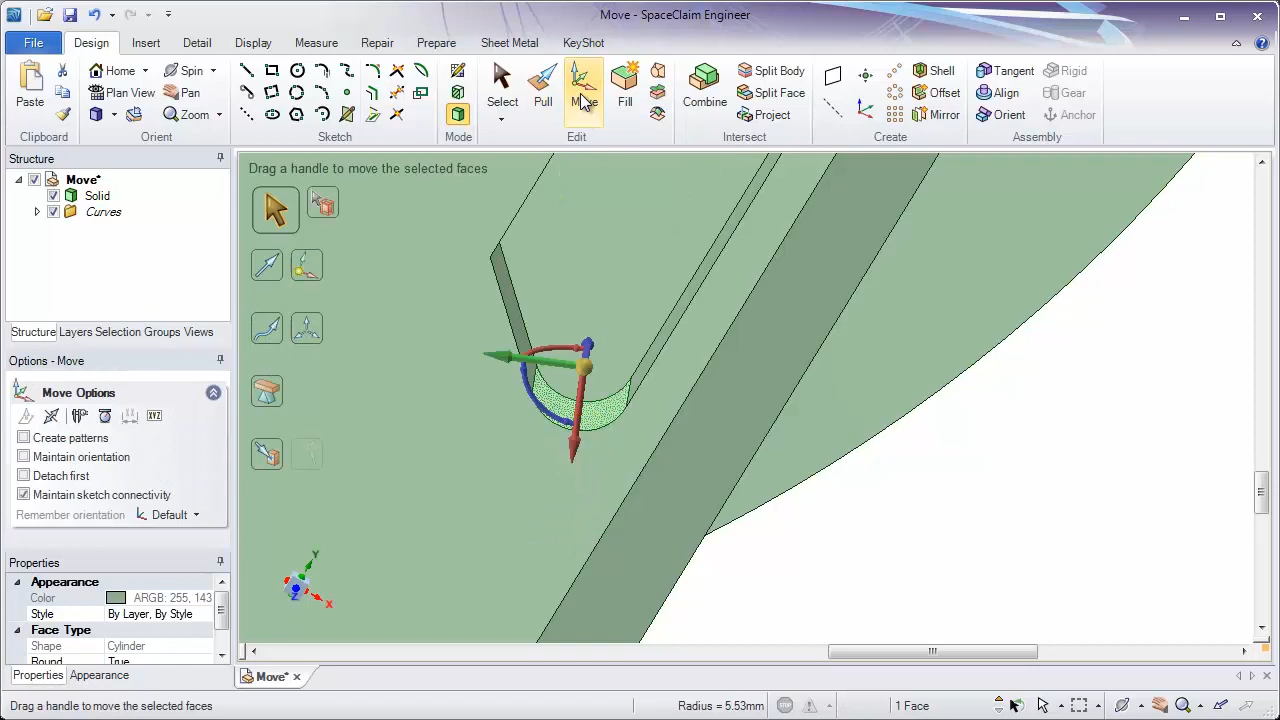 Move - SpaceClaim Engineer
File Design Insert Detail Display Measure Repair Prepare Sheet Metal KeyShot
Paste Home Spin Select Pull Move Fill Combine Split Body Shell Tangent Rigid
Plan View Pan Split Face Offset Align Gear
Zoom Project Mirror Orient Anchor
Clipboard Orient Sketch Mode Edit Intersect Create Assembly
Structure
Move*
Solid
Curves
Structure Layers Selection Groups Views
Options - Move
Move Options
XYZ
Create patterns
Maintain orientation
Detach first
Maintain sketch connectivity
Remember orientation Default
Properties
Appearance
Color ARGB: 255, 143
Style By Layer, By Style
Face Type
Shape Cylinder
Round True
Properties Appearance
Drag a handle to move the selected faces
Y
X
Z
Move*
Drag a handle to move the selected faces Radius = 5.53mm 1 Face